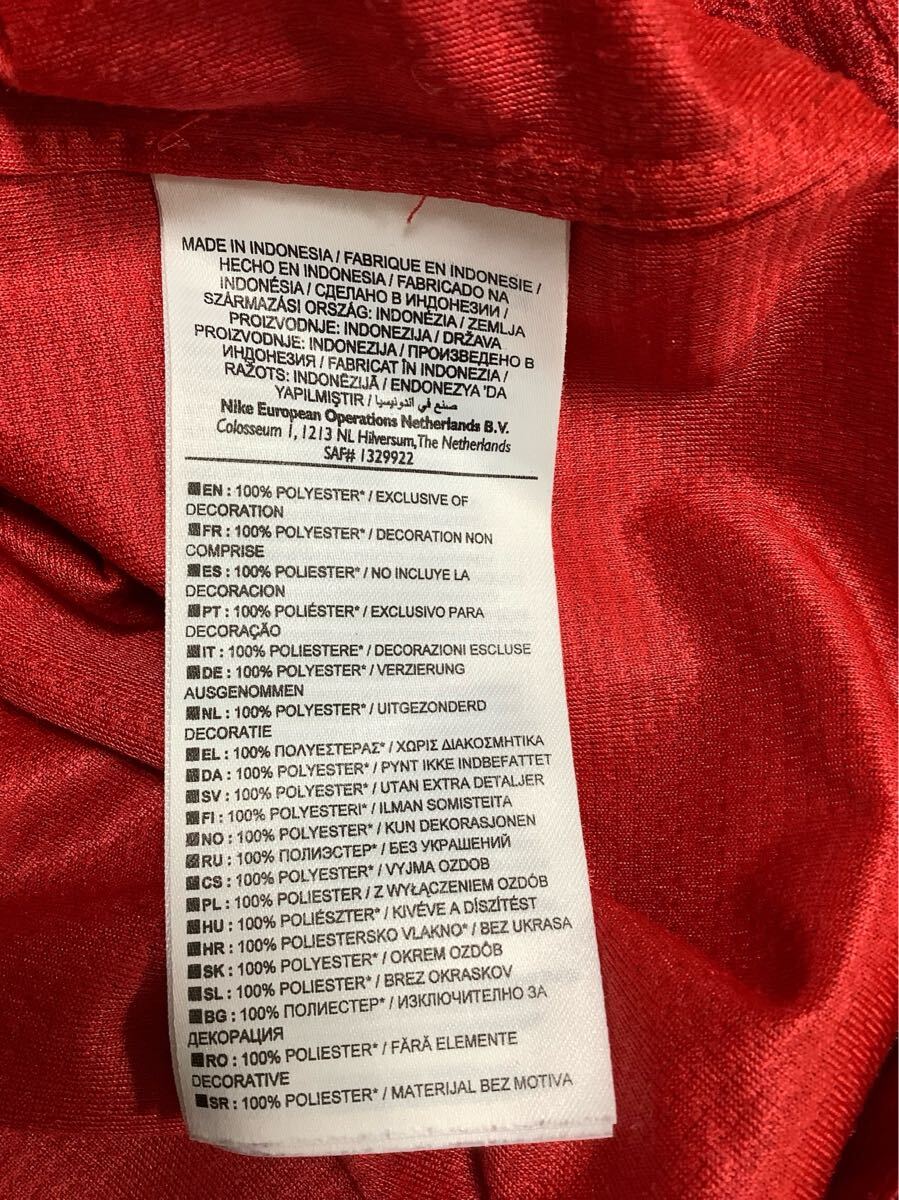 MADE IN INDONESIA / FABRIQUE EN INDONESIE /
HECHO EN INDONESIA / FABRICADO NA
INDONÉSIA / СДЕЛАНО В ИНДОНЕЗИИ /
SZÁRMAZÁSI ORSZÁG: INDONÉZIA / ZEMLJA
PROIZVODNJE: INDONEZIJA / DRŽAVA
PROIZVODNJE: INDONEZIJA / ПРОИЗВЕДЕНО В
ИНДОНЕЗИЯ / FABRICAT ÎN INDONEZIA /
RAŽOTS: INDONĒZIJĀ / ENDONEZYA 'DA
YAPILMIŞTIR / صنع في اندونيسيا
Nike European Operations Netherlands B.V.
Colosseum 1, 1213 NL Hilversum, The Netherlands
SAF# 1329922
EN : 100% POLYESTER* / EXCLUSIVE OF
DECORATION
FR : 100% POLYESTER* / DECORATION NON
COMPRISE
ES : 100% POLIESTER* / NO INCLUYE LA
DECORACION
PT : 100% POLIÉSTER* / EXCLUSIVO PARA
DECORAÇÃO
IT : 100% POLIESTERE* / DECORAZIONI ESCLUSE
DE : 100% POLYESTER* / VERZIERUNG
AUSGENOMMEN
NL : 100% POLYESTER* / UITGEZONDERD
DECORATIE
EL : 100% ΠΟΛΥΕΣΤΕΡΑΣ* / ΧΩΡΙΣ ΔΙΑΚΟΣΜΗΤΙΚΑ
DA : 100% POLYESTER* / PYNT IKKE INDBEFATTET
SV : 100% POLYESTER* / UTAN EXTRA DETALJER
FI : 100% POLYESTERI* / ILMAN SOMISTEITA
NO : 100% POLYESTER* / KUN DEKORASJONEN
RU : 100% ПОЛИЭСТЕР* / БЕЗ УКРАШЕНИЙ
CS : 100% POLYESTER* / VYJMA OZDOB
PL : 100% POLIESTER / Z WYŁĄCZENIEM OZDÓB
HU : 100% POLIÉSZTER* / KIVÉVE A DÍSZÍTÉST
HR : 100% POLIESTERSKO VLAKNO* / BEZ UKRASA
SK : 100% POLYESTER* / OKREM OZDÔB
SL : 100% POLIESTER* / BREZ OKRASKOV
BG : 100% ПОЛИЕСТЕР* / ИЗКЛЮЧИТЕЛНО ЗА
ДЕКОРАЦИЯ
RO : 100% POLIESTER* / FĂRĂ ELEMENTE
DECORATIVE
SR : 100% POLIESTER* / MATERIJAL BEZ MOTIVA